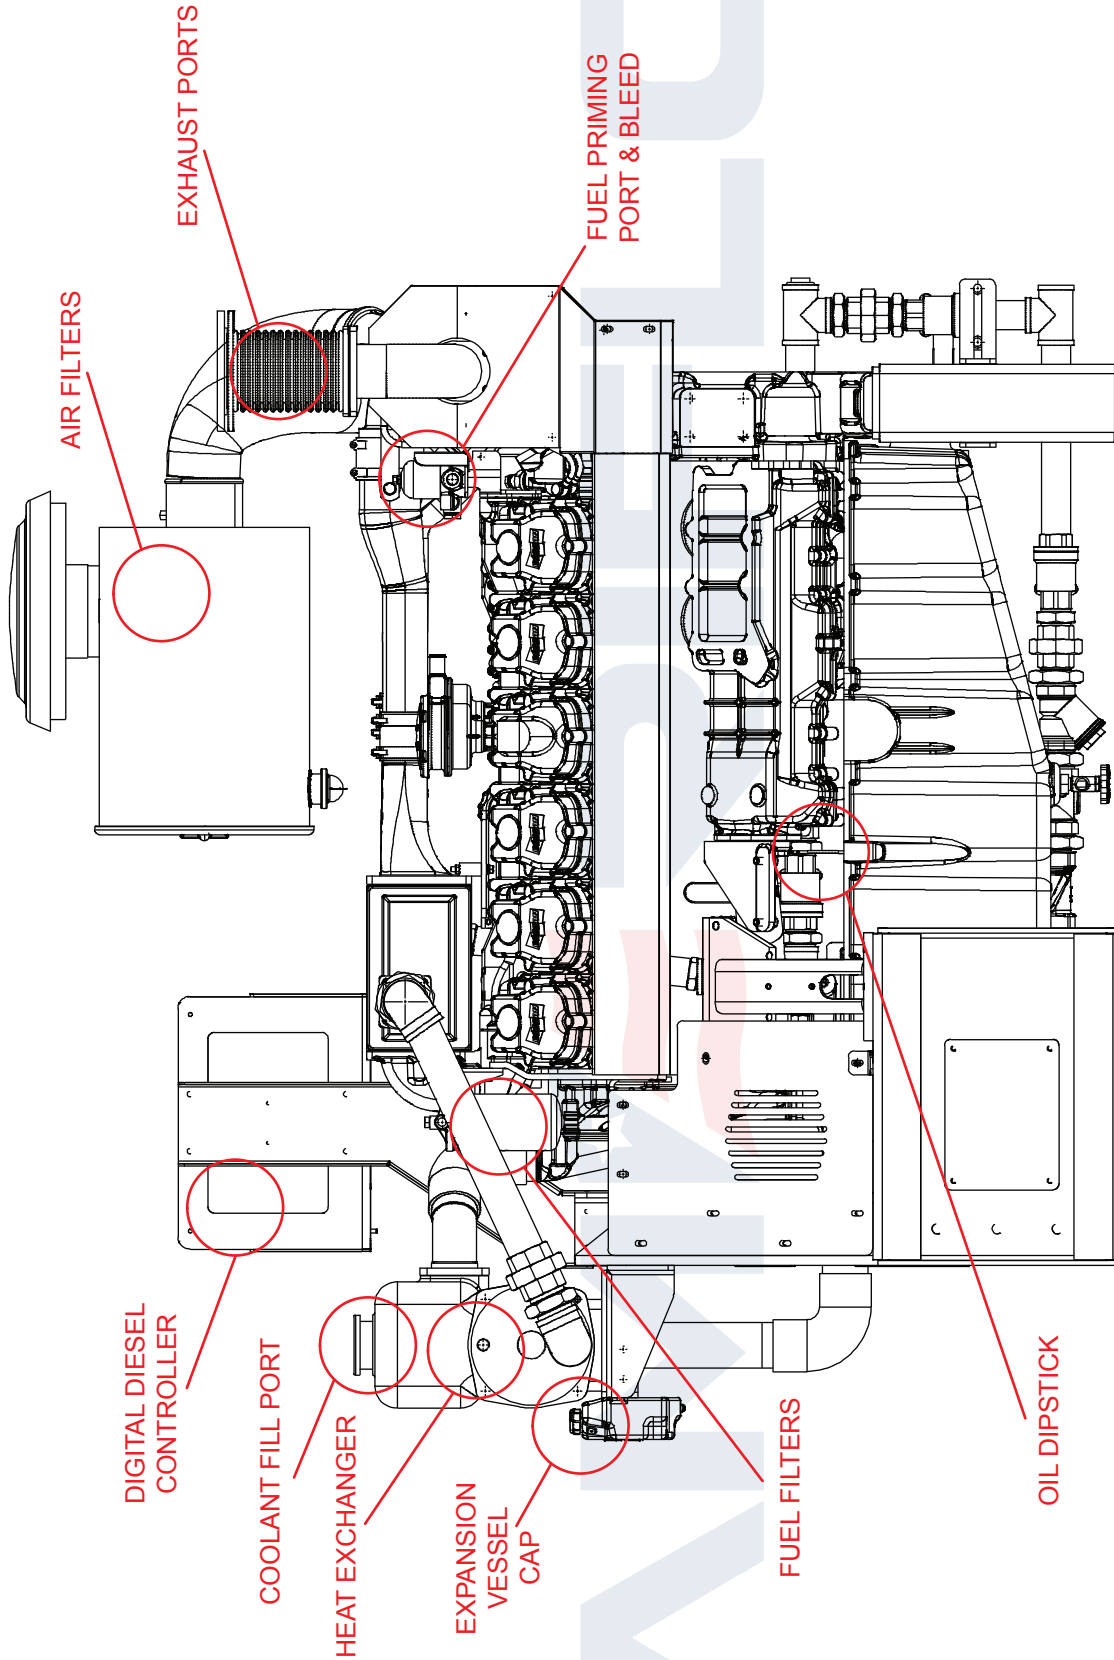 EXHAUST PORTS
AIR FILTERS
FUEL PRIMING
PORT & BLEED
DIGITAL DIESEL
CONTROLLER
COOLANT FILL PORT
HEAT EXCHANGER
EXPANSION
VESSEL
CAP
FUEL FILTERS
OIL DIPSTICK